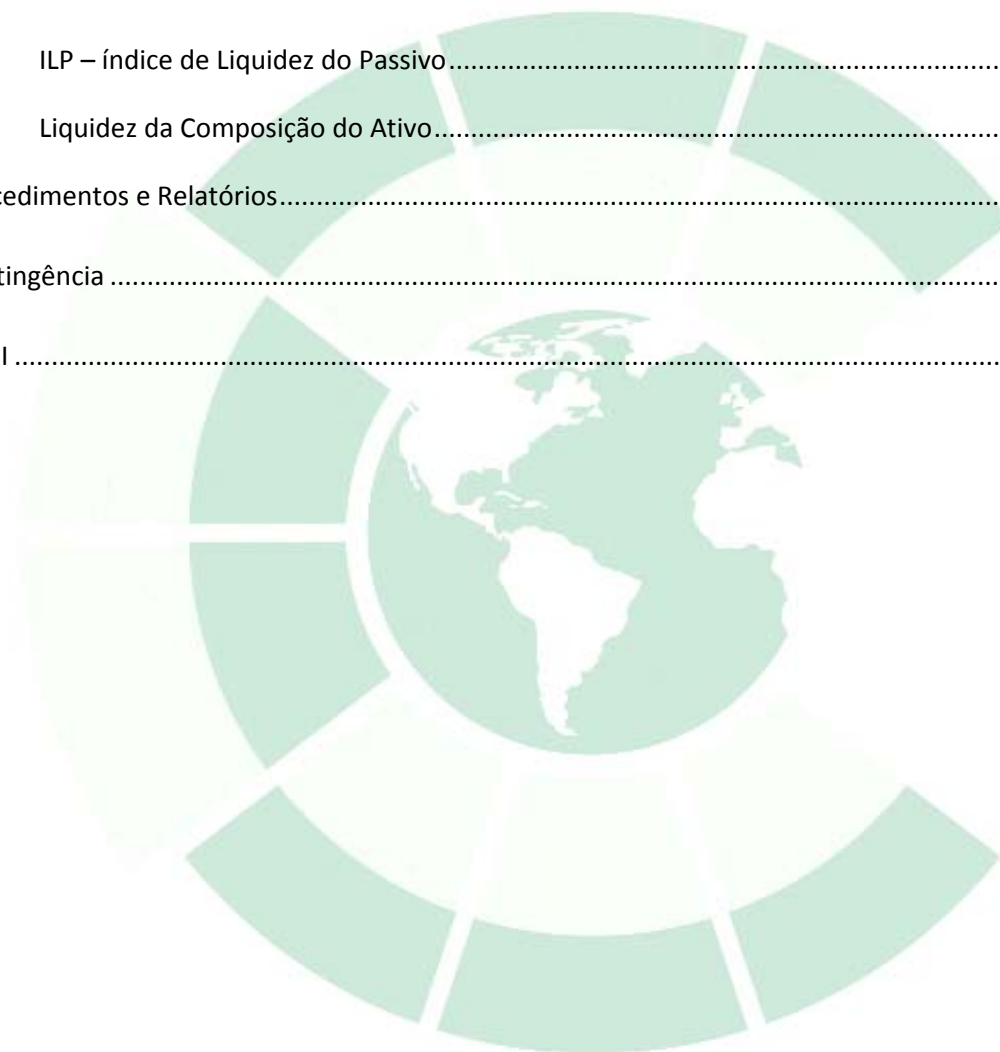 ILP – índice de Liquidez do Passivo..........................................................................
Liquidez da Composição do Ativo............................................................................
cedimentos e Relatórios.................................................................................................
tingência ......................................................................................................................
l ...................................................................................................................................